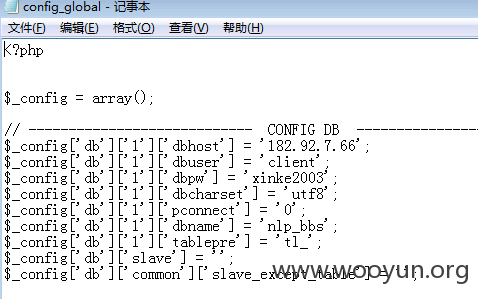 config_global - 记事本
文件(F) 编辑(E) 格式(O) 查看(V) 帮助(H)
<?php
$_config = array();
// ---------------------------- CONFIG DB ----------------
$_config['db']['1']['dbhost'] = '182.92.7.66';
$_config['db']['1']['dbuser'] = 'client';
$_config['db']['1']['dbpw'] = 'xinke2003';
$_config['db']['1']['dbcharset'] = 'utf8';
$_config['db']['1']['pconnect'] = '0';
$_config['db']['1']['dbname'] = 'nlp_bbs';
$_config['db']['1']['tablepre'] = 'tl_';
$_config['db']['slave'] = '';
$_config['db']['common']['slave_except_table'] = '';
www.wooyun.org